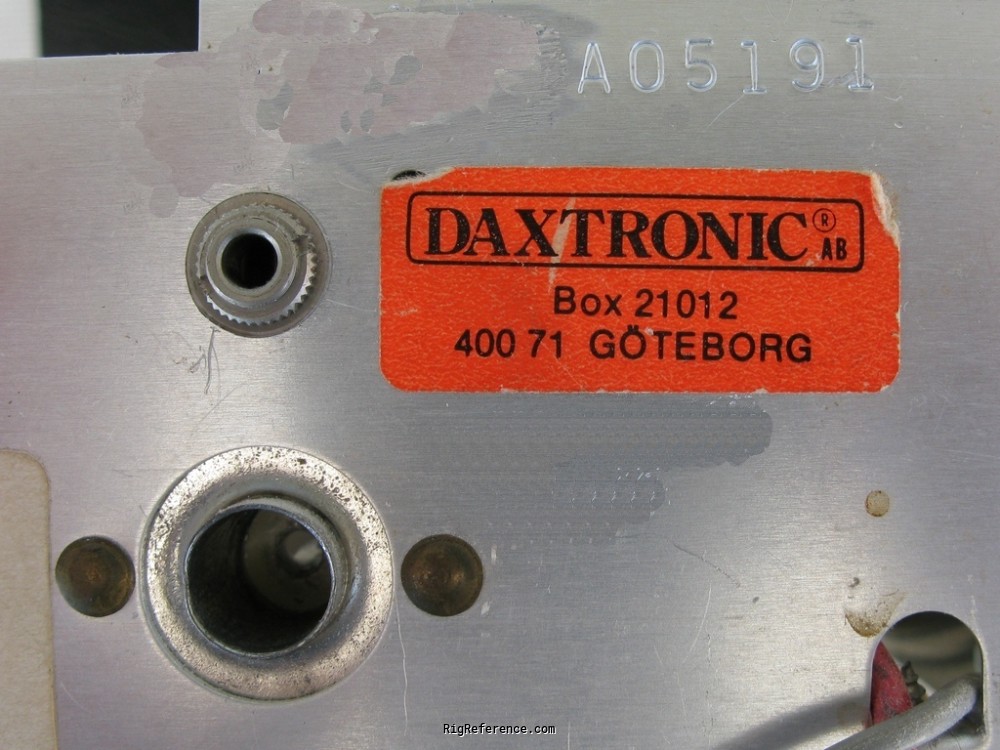 A05191
DAXTRONIC® AB
Box 21012
400 71 GÖTEBORG
RigReference.com